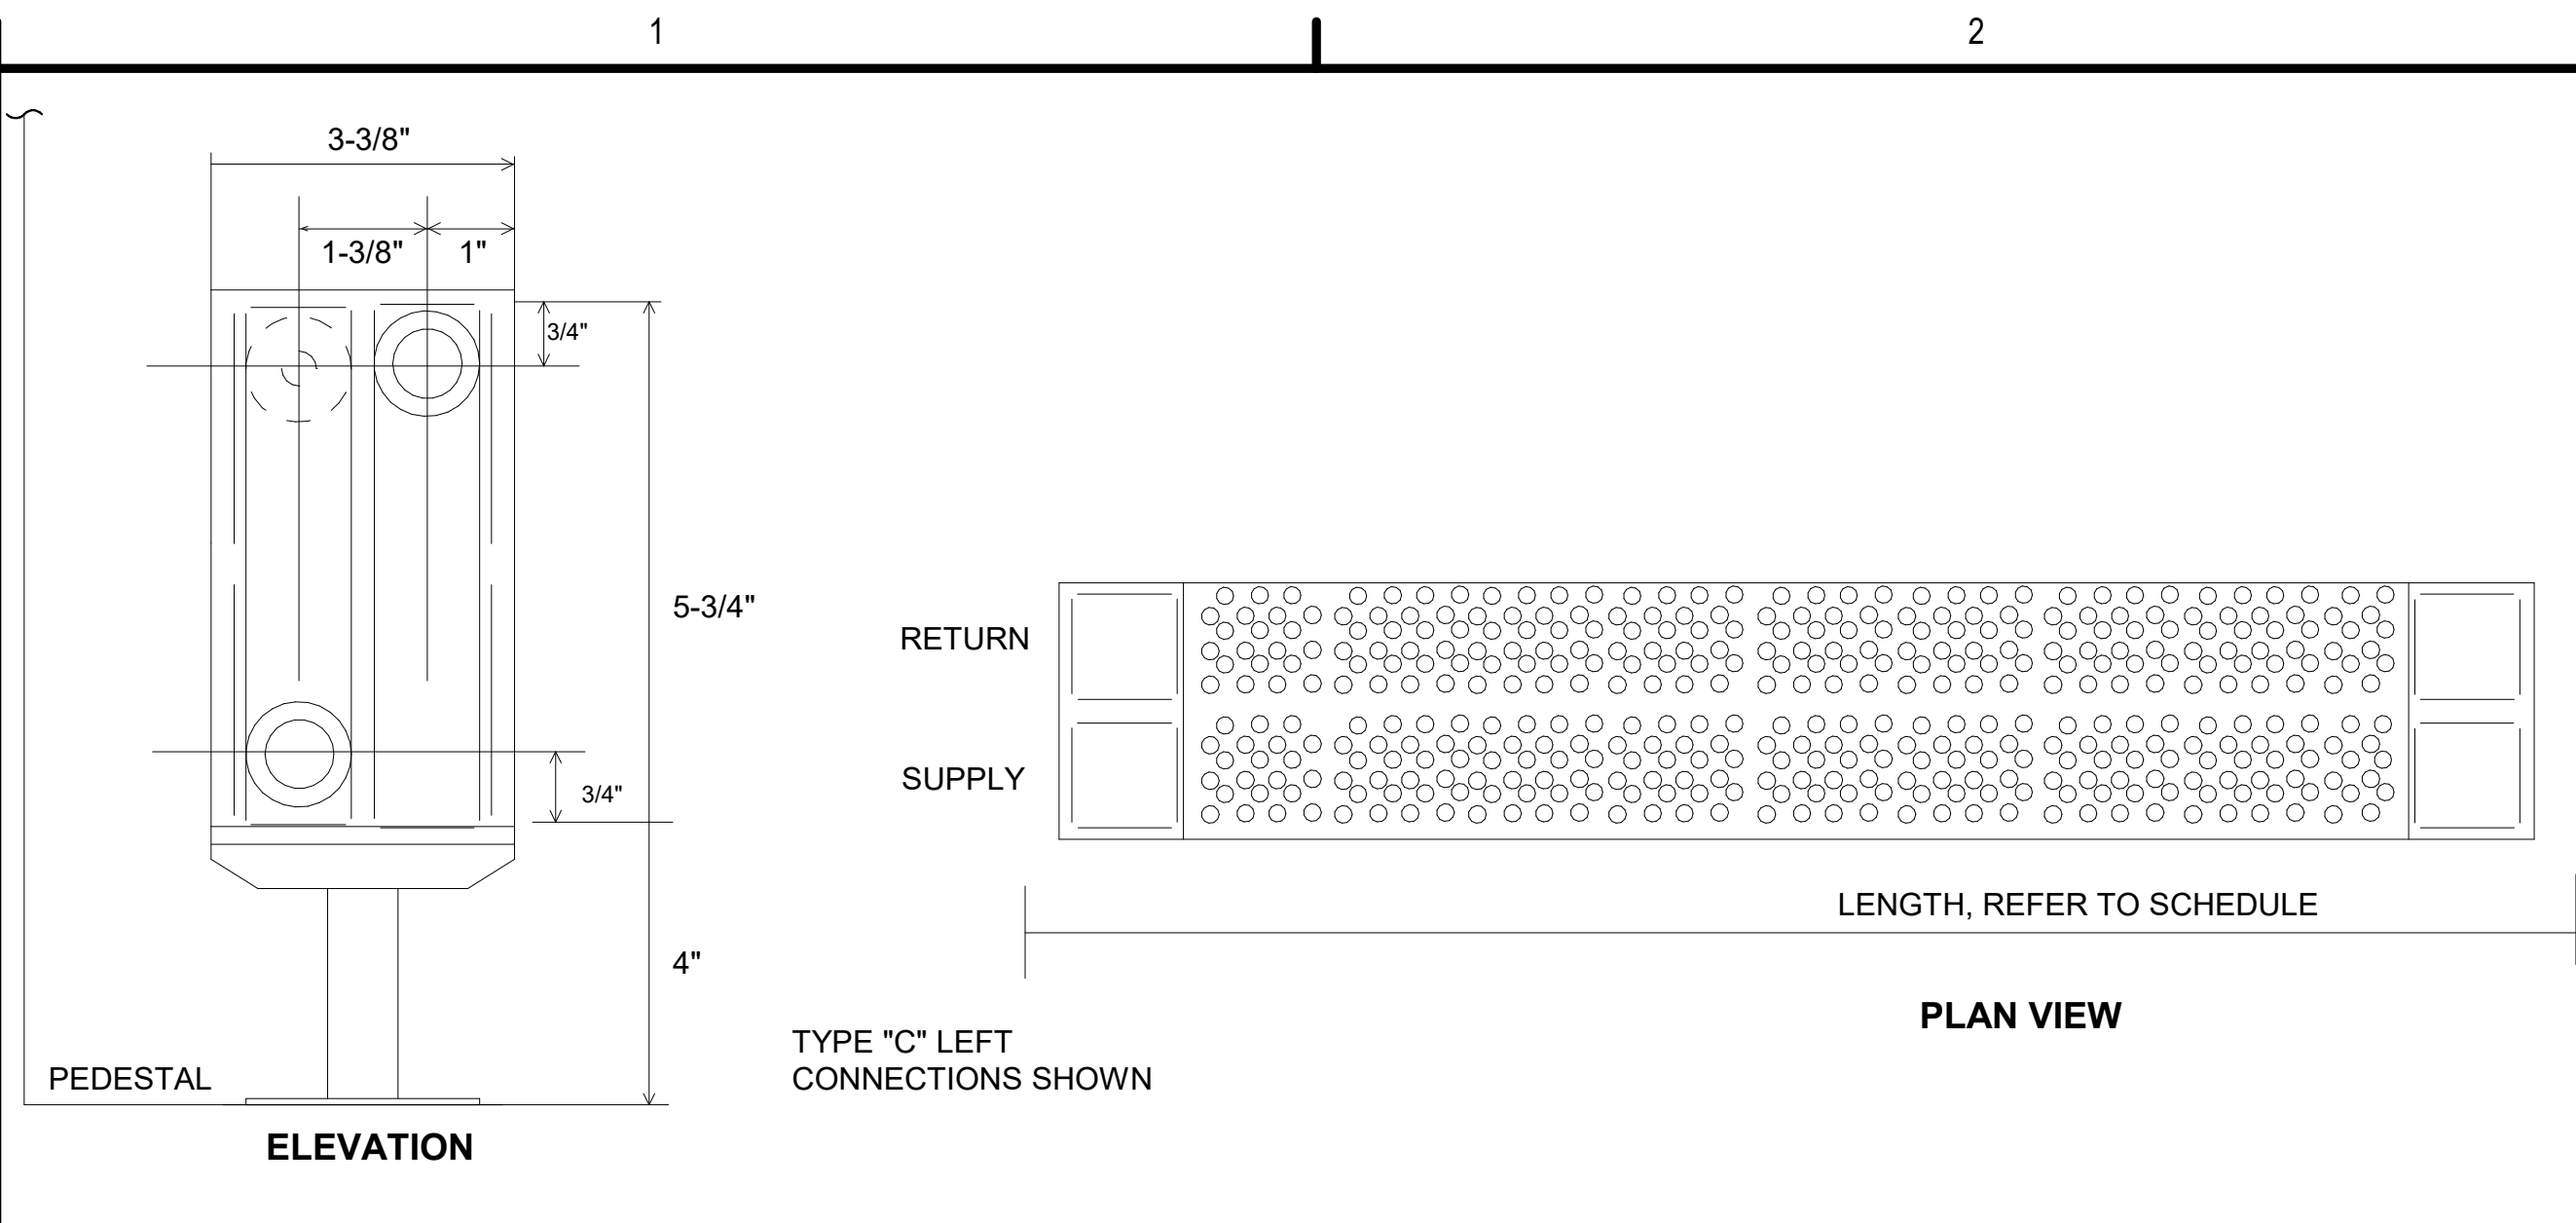 1
2
3-3/8"
1-3/8"
1"
3/4"
5-3/4"
RETURN
SUPPLY
3/4"
LENGTH, REFER TO SCHEDULE
4"
PLAN VIEW
TYPE "C" LEFT
CONNECTIONS SHOWN
PEDESTAL
ELEVATION